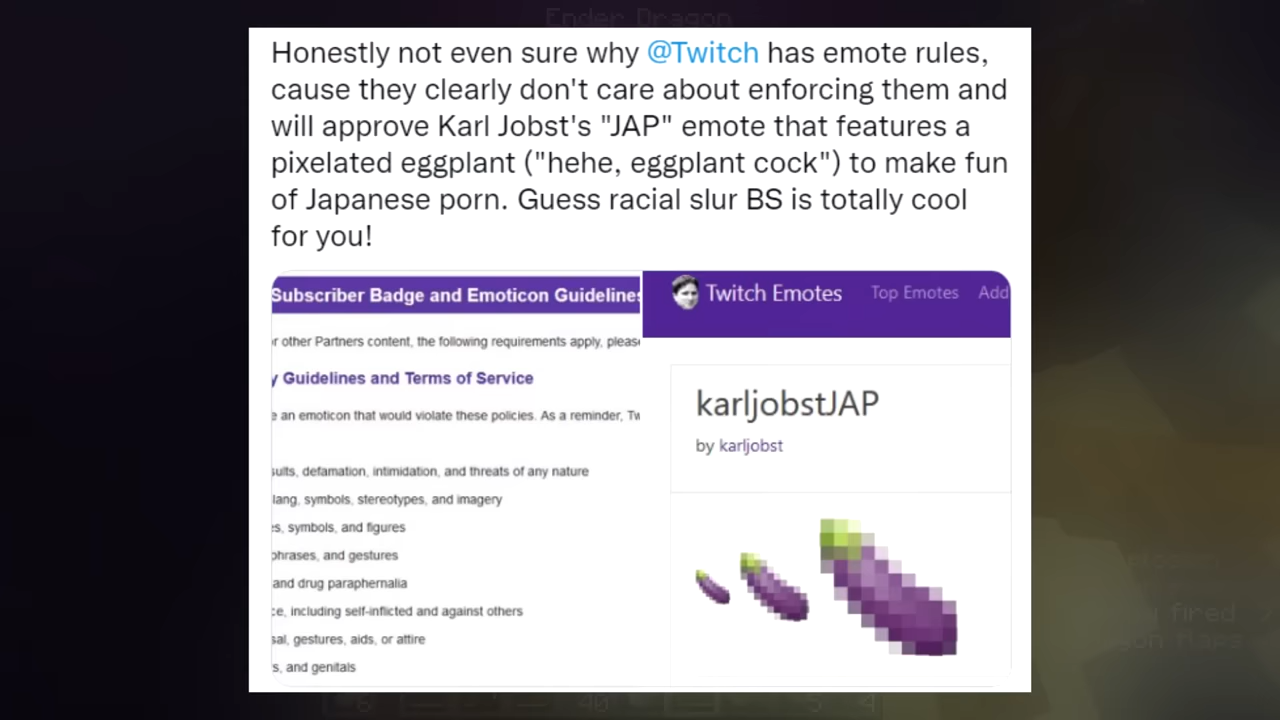 Ender Dragon
Honestly not even sure why @Twitch has emote rules,
cause they clearly don't care about enforcing them and
will approve Karl Jobst's "JAP" emote that features a
pixelated eggplant ("hehe, eggplant cock") to make fun
of Japanese porn. Guess racial slur BS is totally cool
for you!
Subscriber Badge and Emoticon Guidelines
r other Partners content, the following requirements apply, please
y Guidelines and Terms of Service
e an emoticon that would violate these policies. As a reminder, Tw
sults, defamation, intimidation, and threats of any nature
lang, symbols, stereotypes, and imagery
es, symbols, and figures
phrases, and gestures
and drug paraphernalia
ce, including self-inflicted and against others
sal, gestures, aids, or attire
s, and genitals
Twitch Emotes
Top Emotes
Add
karljobstJAP
by karljobst
fired